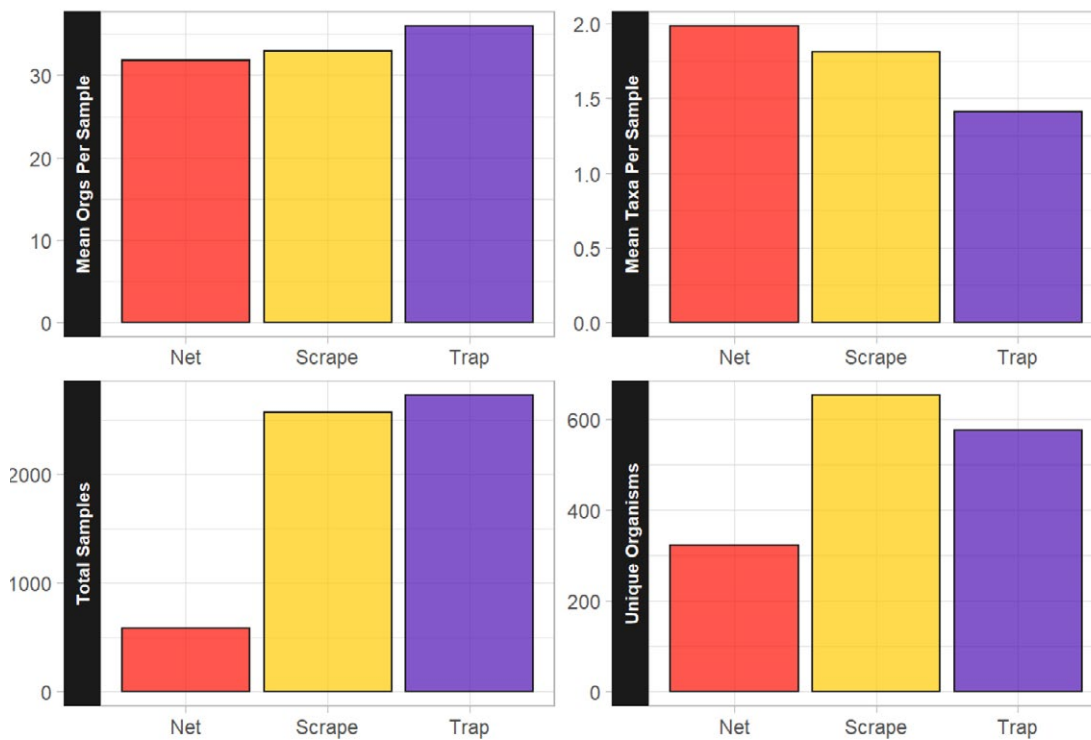 Mean Orgs Per Sample
30
20
10
0
Net Scrape Trap
Mean Taxa Per Sample
2.0
1.5
1.0
0.5
0.0
Net Scrape Trap
Total Samples
2000
1000
0
Net Scrape Trap
Unique Organisms
600
400
200
0
Net Scrape Trap